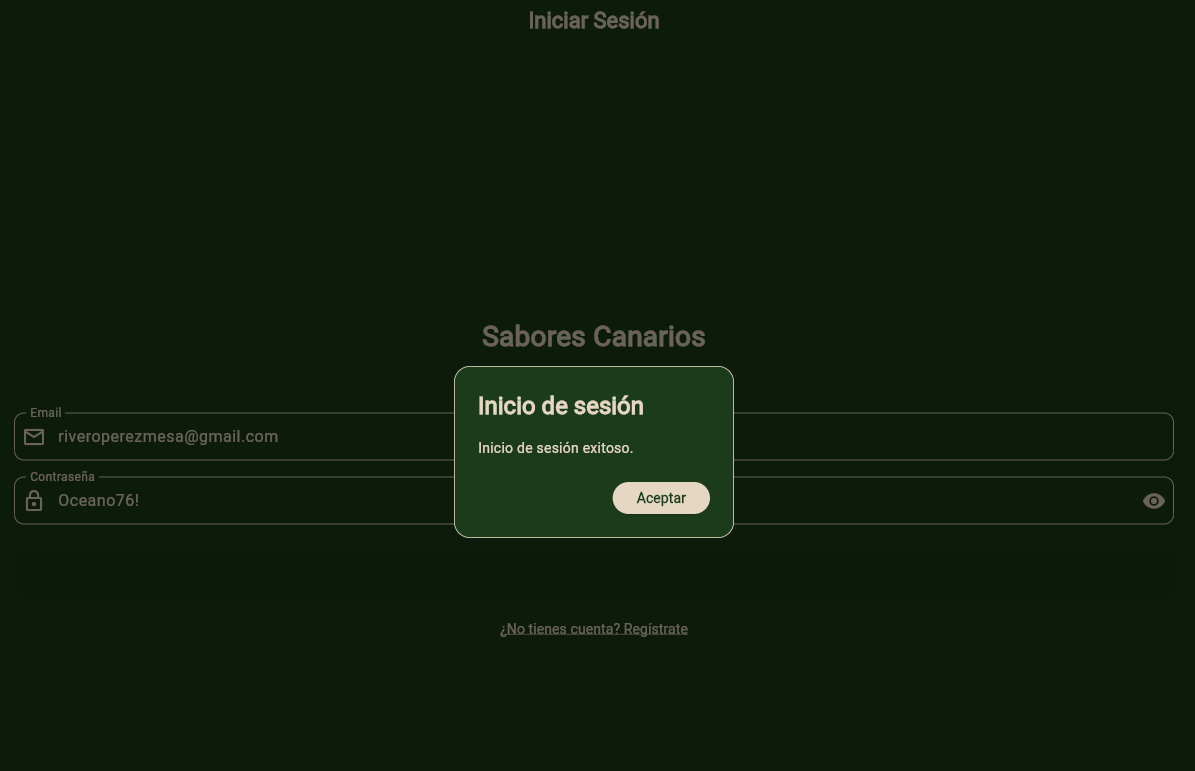 Iniciar Sesión
Sabores Canarios
Inicio de sesión
Inicio de sesión exitoso.
Aceptar
Email
riveroperezmesa@gmail.com
Contraseña
Oceano76!
¿No tienes cuenta? Regístrate